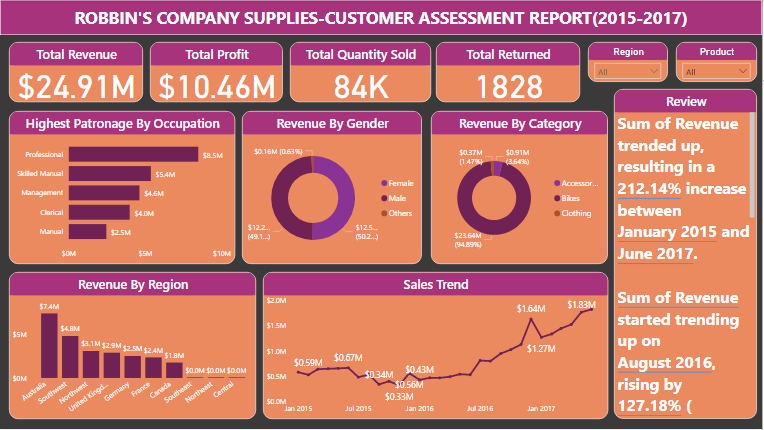 ROBBIN'S COMPANY SUPPLIES-CUSTOMER ASSESSMENT REPORT(2015-2017)
Total Revenue
$24.91M
Total Profit
$10.46M
Total Quantity Sold
84K
Total Returned
1828
Region
All
Product
All
Highest Patronage By Occupation
Professional $8.5M
Skilled Manual $5.4M
Management $4.6M
Clerical $4.0M
Manual $2.5M
$0M $5M $10M
Revenue By Gender
$0.16M (0.63%)
$12.2...
(49.1...)
$12.5...
(50.2...)
Female
Male
Others
Revenue By Category
$0.37M
(1.47%)
$0.91M
(3.64%)
$23.64M
(94.89%)
Accessor...
Bikes
Clothing
Review
Sum of Revenue
trended up,
resulting in a
212.14% increase
between
January 2015 and
June 2017.
Sum of Revenue
started trending
up on
August 2016,
rising by
127.18% (
Revenue By Region
$5M
$0M
$7.4M
$4.8M
$3.1M
$2.9M
$2.5M
$2.4M
$1.8M
$0.0M
$0.0M
$0.0M
Australia
Southwest
Northwest
United Kingd...
Germany
France
Canada
Southeast
Northeast
Central
Sales Trend
$2.0M
$1.5M
$1.0M
$0.5M
$0.0M
$0.59M
$0.67M
$0.34M
$0.33M
$0.56M
$0.43M
$1.64M
$1.27M
$1.83M
Jan 2015 Jul 2015 Jan 2016 Jul 2016 Jan 2017